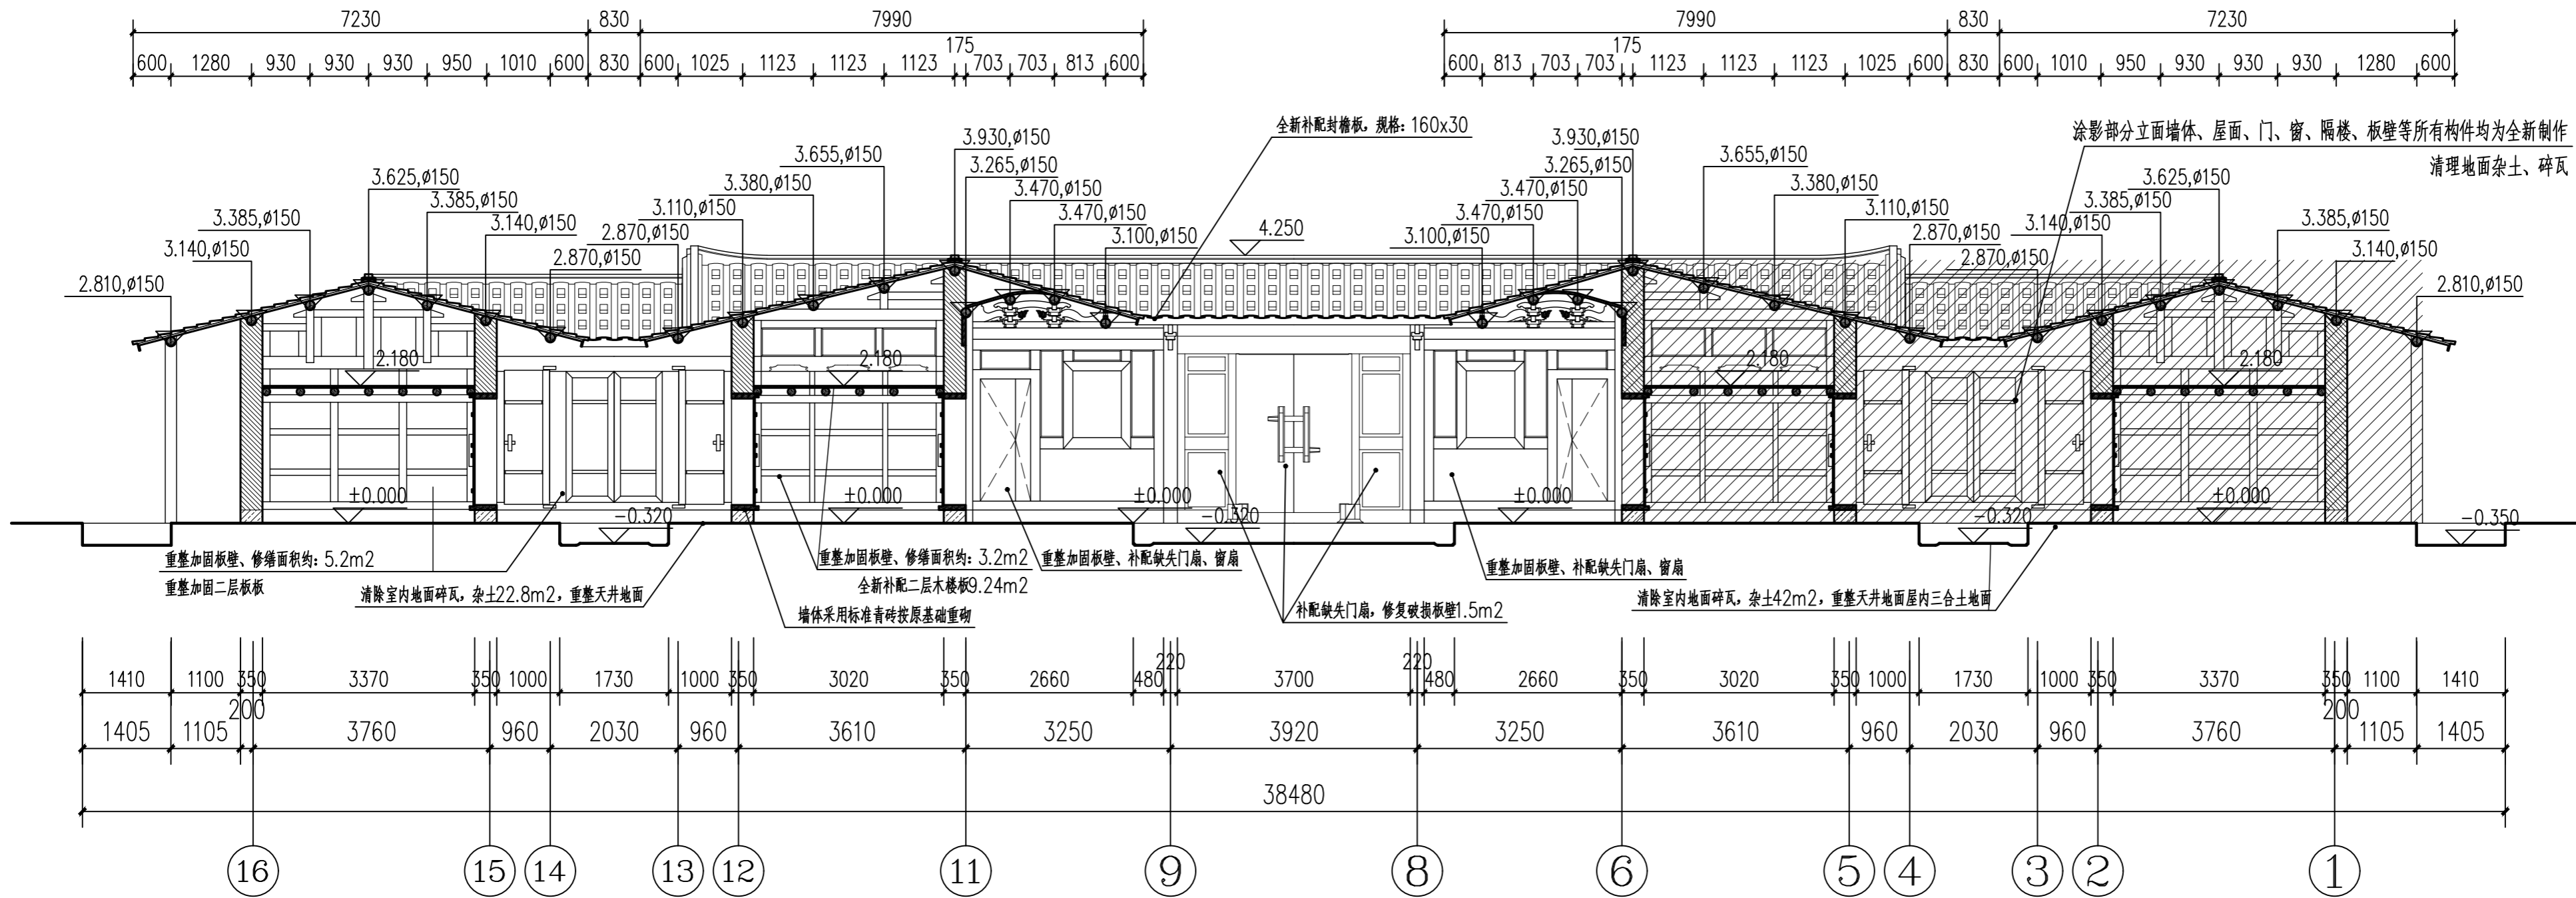 7230 830 7990 7990 830 7230
175 175
600 1280 930 930 930 950 1010 600 830 600 1025 1123 1123 1123 703 703 813 600 600 813 703 703 1123 1123 1123 1025 600 830 600 1010 950 930 930 930 1280 600
全新补配封檐板，规格：160x30
涂影部分立面墙体、屋面、门、窗、隔楼、板壁等所有构件均为全新制作
清理地面杂土、碎瓦
2.810,ø150
3.140,ø150
3.385,ø150
3.625,ø150
3.385,ø150
3.140,ø150
2.870,ø150
2.870,ø150
3.110,ø150
3.380,ø150
3.655,ø150
3.930,ø150
3.265,ø150
3.470,ø150
3.470,ø150
3.100,ø150
4.250
3.100,ø150
3.470,ø150
3.470,ø150
3.265,ø150
3.930,ø150
3.655,ø150
3.380,ø150
3.110,ø150
2.870,ø150
2.870,ø150
3.140,ø150
3.385,ø150
3.625,ø150
3.385,ø150
3.140,ø150
2.810,ø150
2.180 2.180 2.180 2.180
±0.000 ±0.000 ±0.000 ±0.000 ±0.000
-0.320 -0.320 -0.320 -0.350
重整加固板壁、修缮面积约：5.2m2
重整加固二层板板
清除室内地面碎瓦，杂土22.8m2，重整天井地面
重整加固板壁、修缮面积约：3.2m2
全新补配二层木楼板9.24m2
墙体采用标准青砖按原基础重砌
重整加固板壁、补配缺失门扇、窗扇
补配缺失门扇，修复破损板壁1.5m2
重整加固板壁、补配缺失门扇、窗扇
清除室内地面碎瓦，杂土42m2，重整天井地面屋内三合土地面
1410 1100 350 3370 350 1000 1730 1000 350 3020 350 2660 480 220 3700 220 480 2660 350 3020 350 1000 1730 1000 350 3370 350 1100 1410
1405 1105 200 3760 960 2030 960 3610 3250 3920 3250 3610 960 2030 960 3760 200 1105 1405
38480
16 15 14 13 12 11 9 8 6 5 4 3 2 1